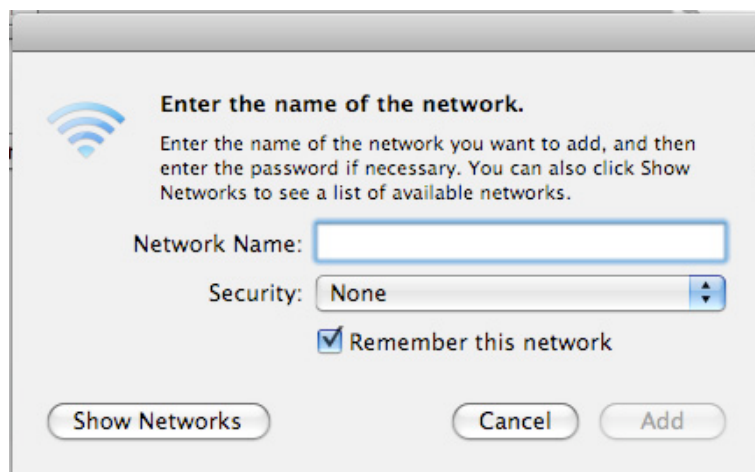 Enter the name of the network.
Enter the name of the network you want to add, and then
enter the password if necessary. You can also click Show
Networks to see a list of available networks.
Network Name:
Security: None
Remember this network
Show Networks Cancel Add